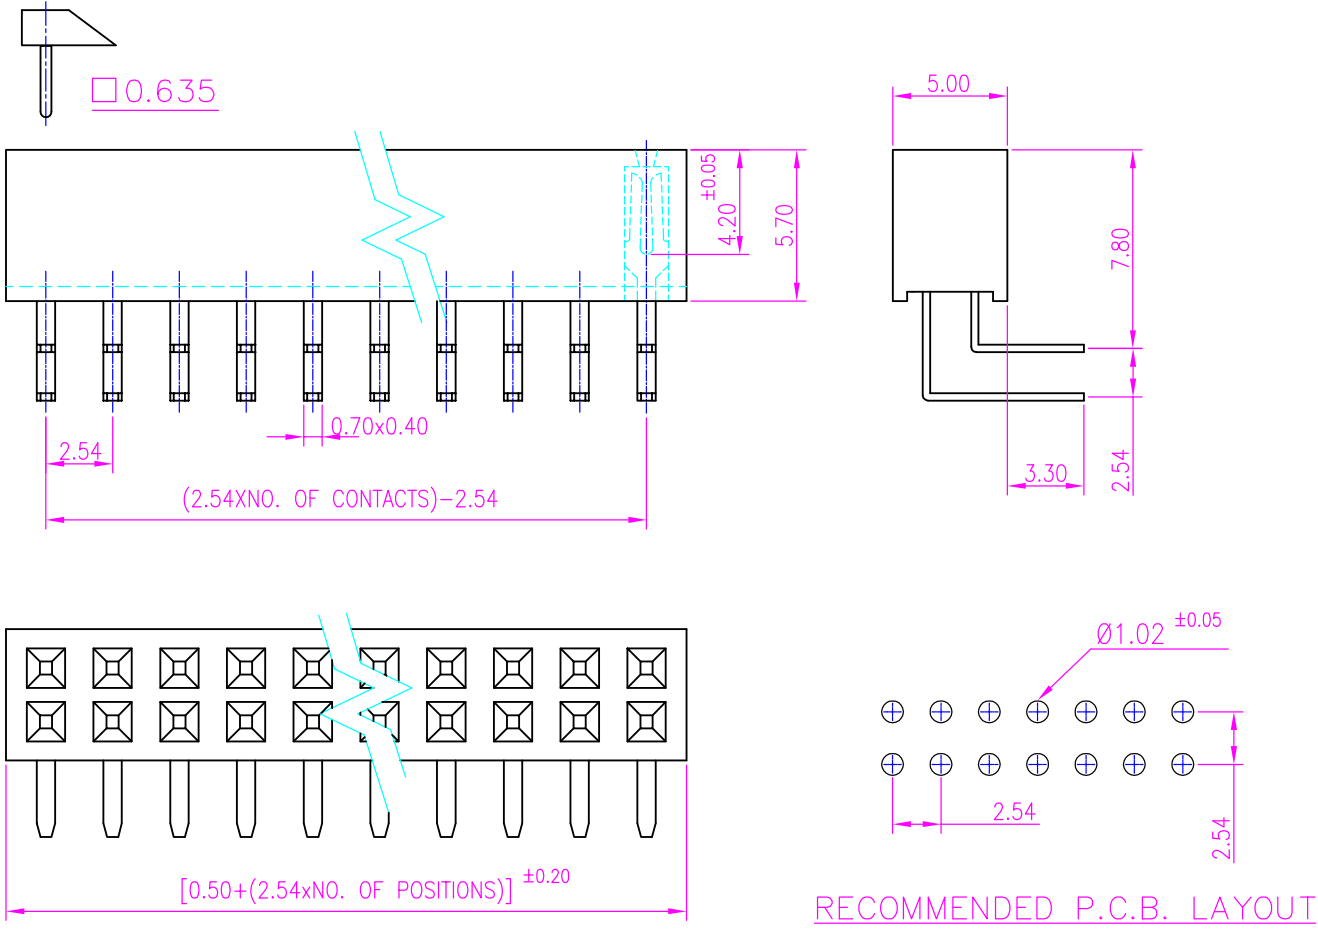 □0.635
5.00
±0.05
4.20
5.70
7.80
0.70x0.40
2.54
3.30
2.54
(2.54XNO. OF CONTACTS)-2.54
Ø1.02 ±0.05
2.54
2.54
[0.50+(2.54xNO. OF POSITIONS)] ±0.20
RECOMMENDED P.C.B. LAYOUT